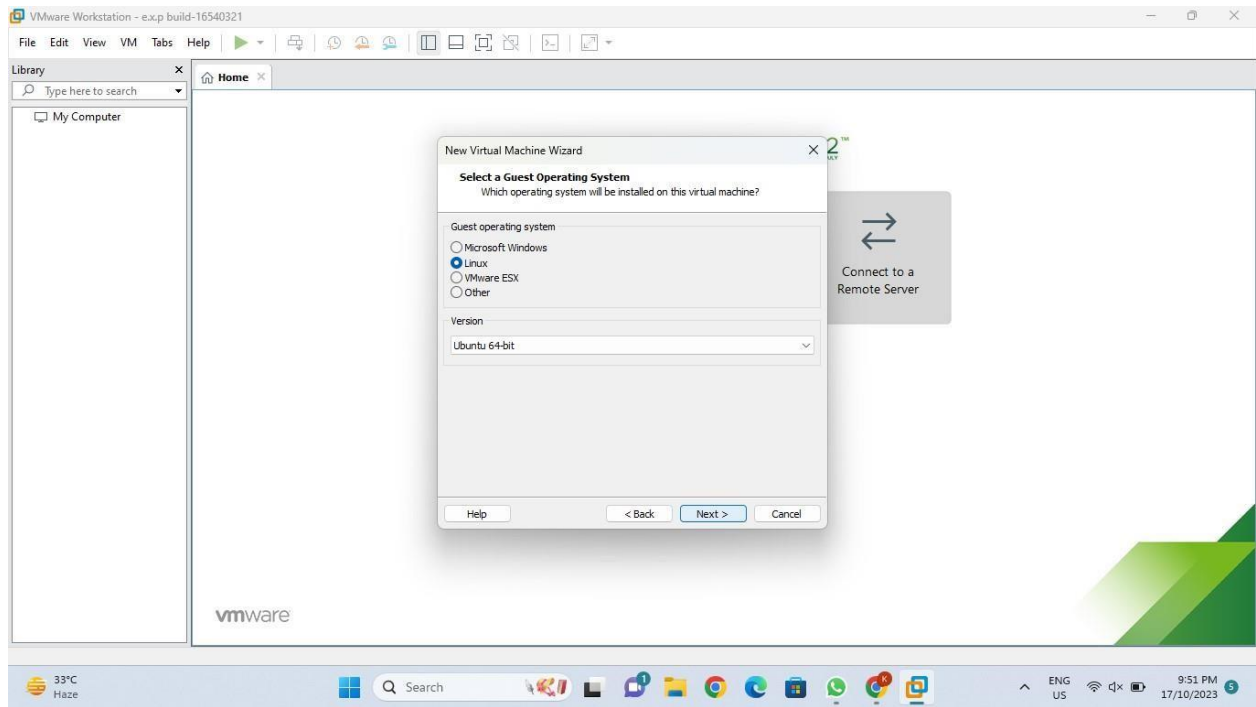 VMware Workstation - e.x.p build-16540321
File Edit View VM Tabs Help
Library
Home
Type here to search
My Computer
New Virtual Machine Wizard
2™
Select a Guest Operating System
Which operating system will be installed on this virtual machine?
Guest operating system
Microsoft Windows
Linux
VMware ESX
Other
Connect to a
Remote Server
Version
Ubuntu 64-bit
Help < Back Next > Cancel
vmware
33°C
Haze
Search
1
K
ENG
US
9:51 PM
17/10/2023
5